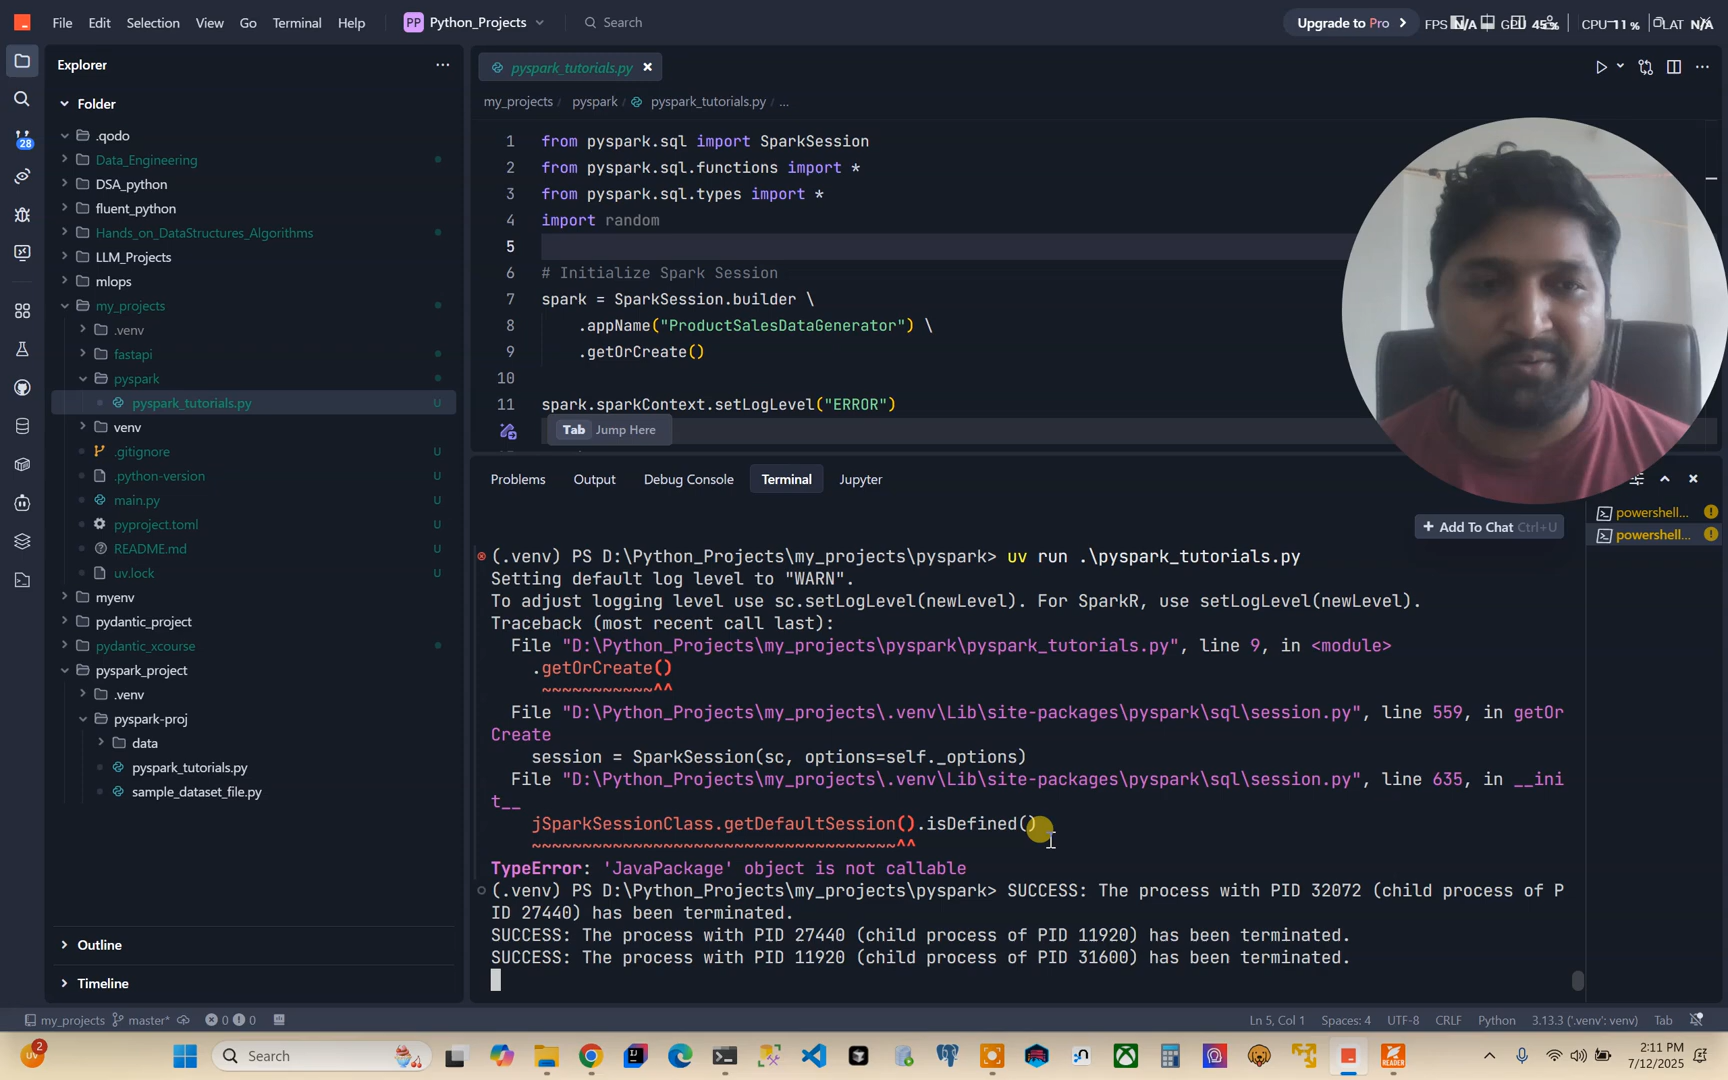 File Edit Selection View Go Terminal Help PP Python_Projects Search Upgrade to Pro FPS N/A GPU 45 % CPU 11 % LAT N/A
Explorer
Folder
.qodo
Data_Engineering
DSA_python
fluent_python
Hands_on_DataStructures_Algorithms
LLM_Projects
mlops
my_projects
.venv
fastapi
pyspark
pyspark_tutorials.py U
venv
.gitignore U
.python-version U
main.py U
pyproject.toml U
README.md U
uv.lock U
myenv
pydantic_project
pydantic_xcourse
pyspark_project
.venv
pyspark-proj
data
pyspark_tutorials.py
sample_dataset_file.py
Outline
Timeline
28
pyspark_tutorials.py
my_projects pyspark pyspark_tutorials.py ...
1 from pyspark.sql import SparkSession
2 from pyspark.sql.functions import *
3 from pyspark.sql.types import *
4 import random
5
6 # Initialize Spark Session
7 spark = SparkSession.builder \
8 .appName("ProductSalesDataGenerator") \
9 .getOrCreate()
10
11 spark.sparkContext.setLogLevel("ERROR")
Tab Jump Here
Problems Output Debug Console Terminal Jupyter
+ Add To Chat Ctrl+U
powershell...
powershell...
(.venv) PS D:\Python_Projects\my_projects\pyspark> uv run .\pyspark_tutorials.py
Setting default log level to "WARN".
To adjust logging level use sc.setLogLevel(newLevel). For SparkR, use setLogLevel(newLevel).
Traceback (most recent call last):
File "D:\Python_Projects\my_projects\pyspark\pyspark_tutorials.py", line 9, in <module>
.getOrCreate()
~~~~~~~~~~~~^^
File "D:\Python_Projects\my_projects\.venv\Lib\site-packages\pyspark\sql\session.py", line 559, in getOr
Create
session = SparkSession(sc, options=self._options)
File "D:\Python_Projects\my_projects\.venv\Lib\site-packages\pyspark\sql\session.py", line 635, in __ini
t__
jSparkSessionClass.getDefaultSession().isDefined()
~~~~~~~~~~~~~~~~~~~~~~~~~~~~~~~~~~~~^^
TypeError: 'JavaPackage' object is not callable
(.venv) PS D:\Python_Projects\my_projects\pyspark> SUCCESS: The process with PID 32072 (child process of P
ID 27440) has been terminated.
SUCCESS: The process with PID 27440 (child process of PID 11920) has been terminated.
SUCCESS: The process with PID 11920 (child process of PID 31600) has been terminated.
my_projects master* 0 0 Ln 5, Col 1 Spaces: 4 UTF-8 CRLF Python 3.13.3 ('.venv': venv) Tab
UV 2 Search READER 2:11 PM
7/12/2025